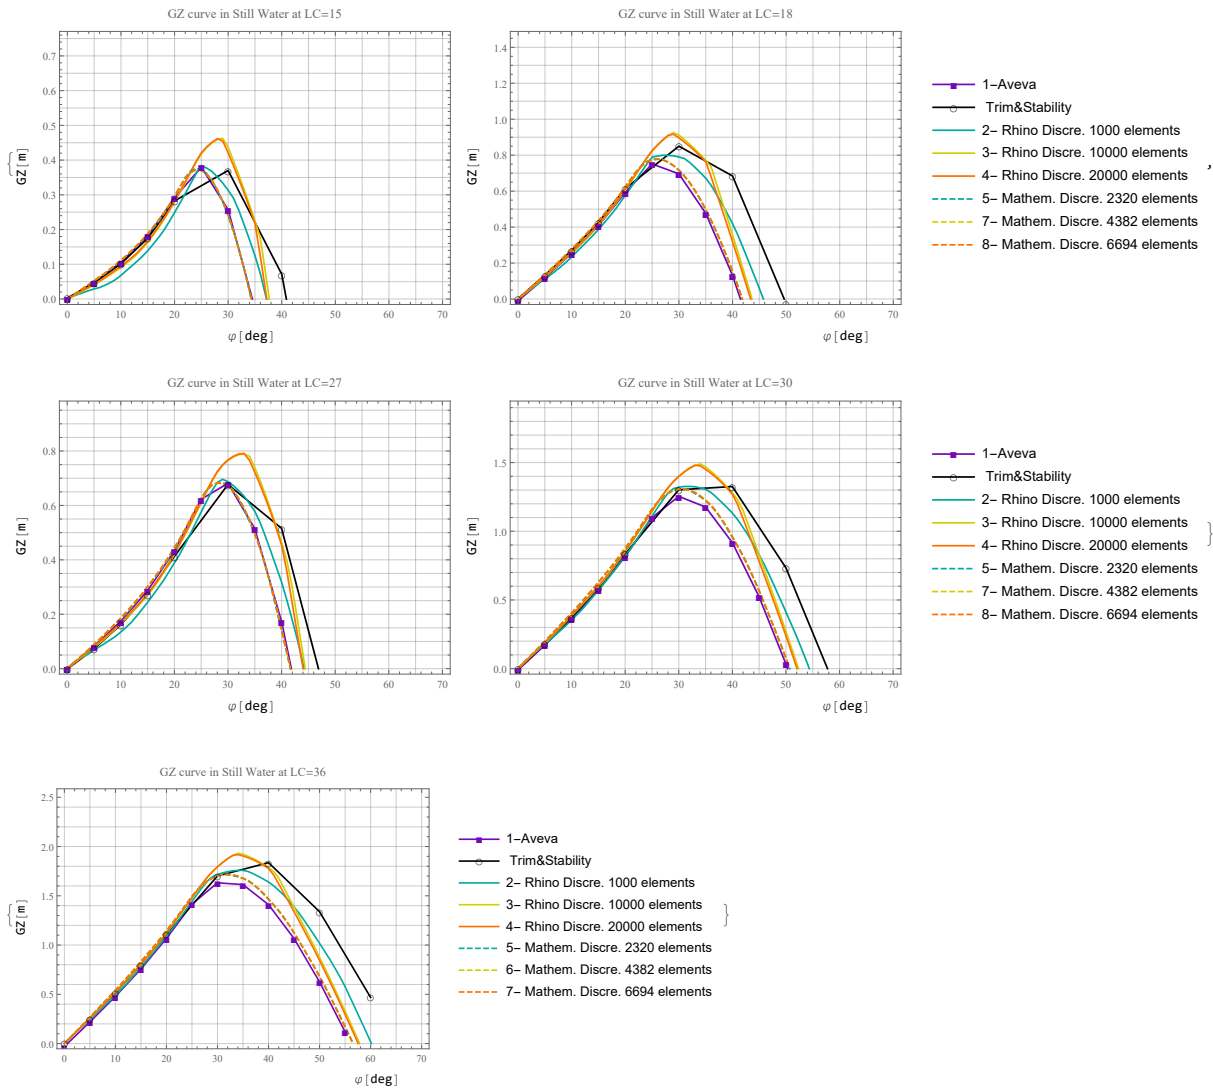 GZ curve in Still Water at LC=15
GZ[m]
0.7
0.6
0.5
0.4
0.3
0.2
0.1
0.0
0 10 20 30 40 50 60 70
φ[deg]
GZ curve in Still Water at LC=18
GZ[m]
1.4
1.2
1.0
0.8
0.6
0.4
0.2
0.0
0 10 20 30 40 50 60 70
φ[deg]
1-Aveva
Trim&Stability
2- Rhino Discre. 1000 elements
3- Rhino Discre. 10000 elements
4- Rhino Discre. 20000 elements
5- Mathem. Discre. 2320 elements
7- Mathem. Discre. 4382 elements
8- Mathem. Discre. 6694 elements
GZ curve in Still Water at LC=27
GZ[m]
0.8
0.6
0.4
0.2
0.0
0 10 20 30 40 50 60 70
φ[deg]
GZ curve in Still Water at LC=30
GZ[m]
1.5
1.0
0.5
0.0
0 10 20 30 40 50 60 70
φ[deg]
1-Aveva
Trim&Stability
2- Rhino Discre. 1000 elements
3- Rhino Discre. 10000 elements
4- Rhino Discre. 20000 elements
5- Mathem. Discre. 2320 elements
7- Mathem. Discre. 4382 elements
8- Mathem. Discre. 6694 elements
GZ curve in Still Water at LC=36
GZ[m]
2.5
2.0
1.5
1.0
0.5
0.0
0 10 20 30 40 50 60 70
φ[deg]
1-Aveva
Trim&Stability
2- Rhino Discre. 1000 elements
3- Rhino Discre. 10000 elements
4- Rhino Discre. 20000 elements
5- Mathem. Discre. 2320 elements
6- Mathem. Discre. 4382 elements
7- Mathem. Discre. 6694 elements